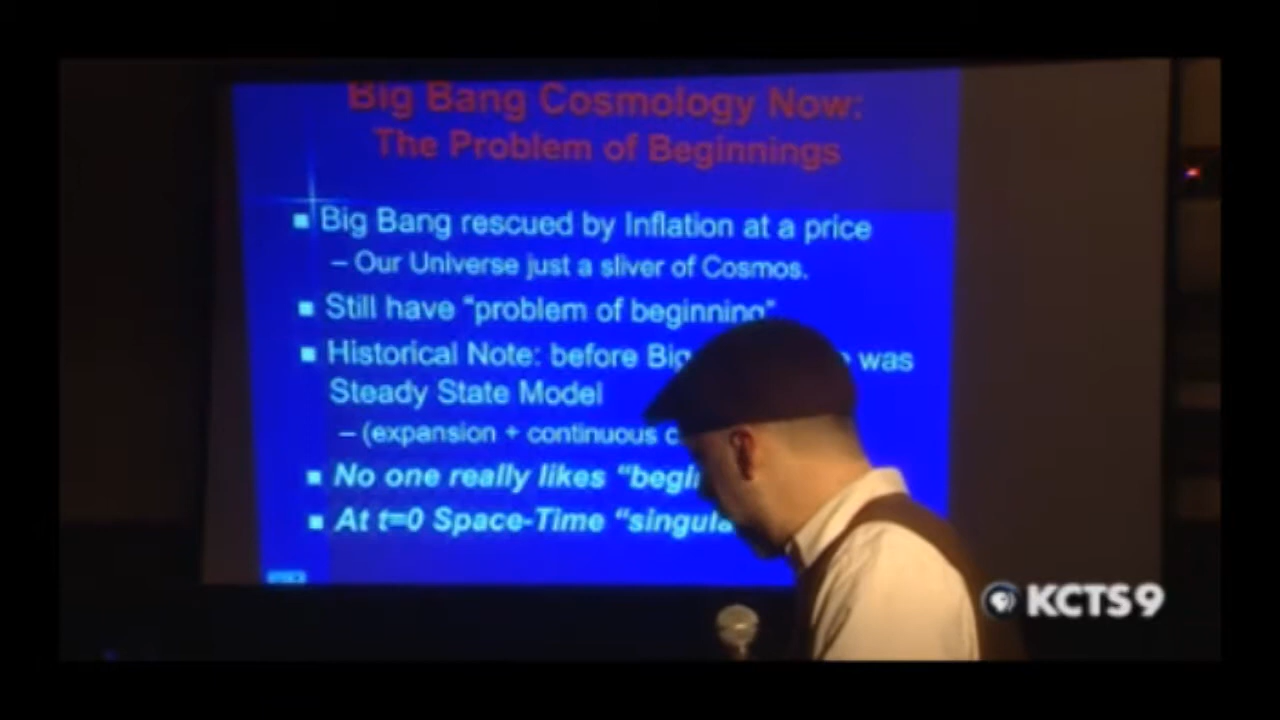 Big Bang Cosmology Now:
The Problem of Beginnings
Big Bang rescued by Inflation at a price
– Our Universe just a sliver of Cosmos.
Still have “problem of beginning”
Historical Note: before Big was
Steady State Model
– (expansion + continuous
No one really likes
At t=0 Space-Time
KCTS9